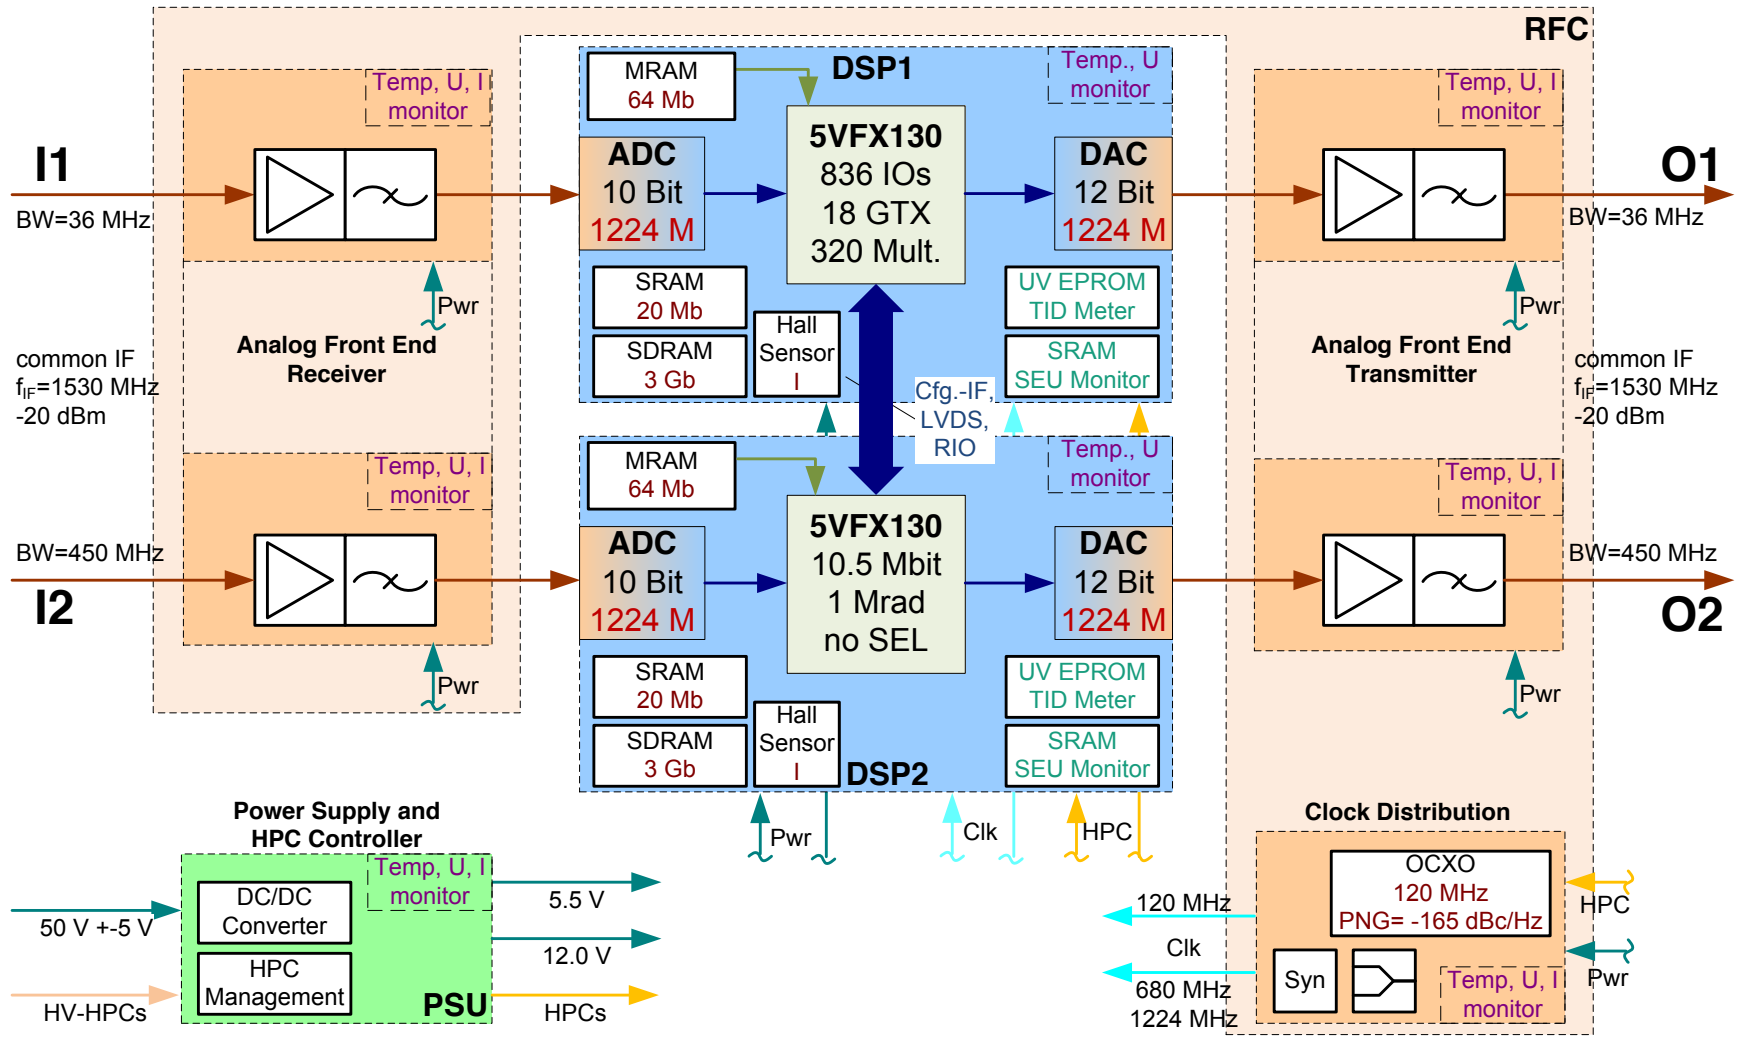 RFC
Temp, U, I
monitor
I1
BW=36 MHz
Pwr
Analog Front End
Receiver
common IF
fIF=1530 MHz
-20 dBm
Temp, U, I
monitor
BW=450 MHz
I2
Pwr
MRAM
64 Mb
DSP1
Temp., U
monitor
5VFX130
836 IOs
18 GTX
320 Mult.
ADC
10 Bit
1224 M
DAC
12 Bit
1224 M
SRAM
20 Mb
SDRAM
3 Gb
Hall
Sensor
I
UV EPROM
TID Meter
SRAM
SEU Monitor
Cfg.-IF,
LVDS,
RIO
MRAM
64 Mb
Temp., U
monitor
5VFX130
10.5 Mbit
1 Mrad
no SEL
ADC
10 Bit
1224 M
DAC
12 Bit
1224 M
SRAM
20 Mb
SDRAM
3 Gb
Hall
Sensor
I
DSP2
UV EPROM
TID Meter
SRAM
SEU Monitor
Pwr
Clk
HPC
Temp, U, I
monitor
O1
BW=36 MHz
Pwr
Analog Front End
Transmitter
common IF
fIF=1530 MHz
-20 dBm
Temp, U, I
monitor
BW=450 MHz
O2
Pwr
Power Supply and
HPC Controller
Temp, U, I
monitor
DC/DC
Converter
HPC
Management
PSU
50 V +-5 V
HV-HPCs
5.5 V
12.0 V
HPCs
Clock Distribution
OCXO
120 MHz
PNG= -165 dBc/Hz
Syn
Temp, U, I
monitor
HPC
Pwr
120 MHz
Clk
680 MHz
1224 MHz